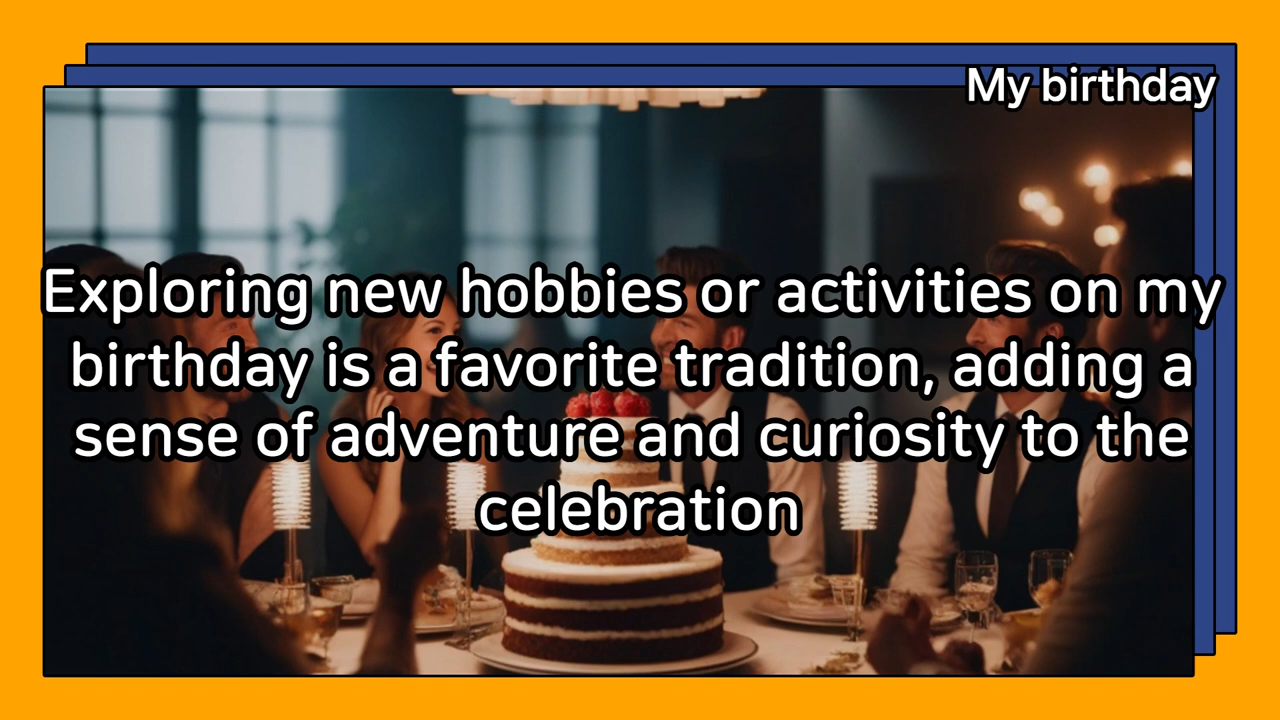 My birthday
Exploring new hobbies or activities on my
birthday is a favorite tradition, adding a
sense of adventure and curiosity to the
celebration